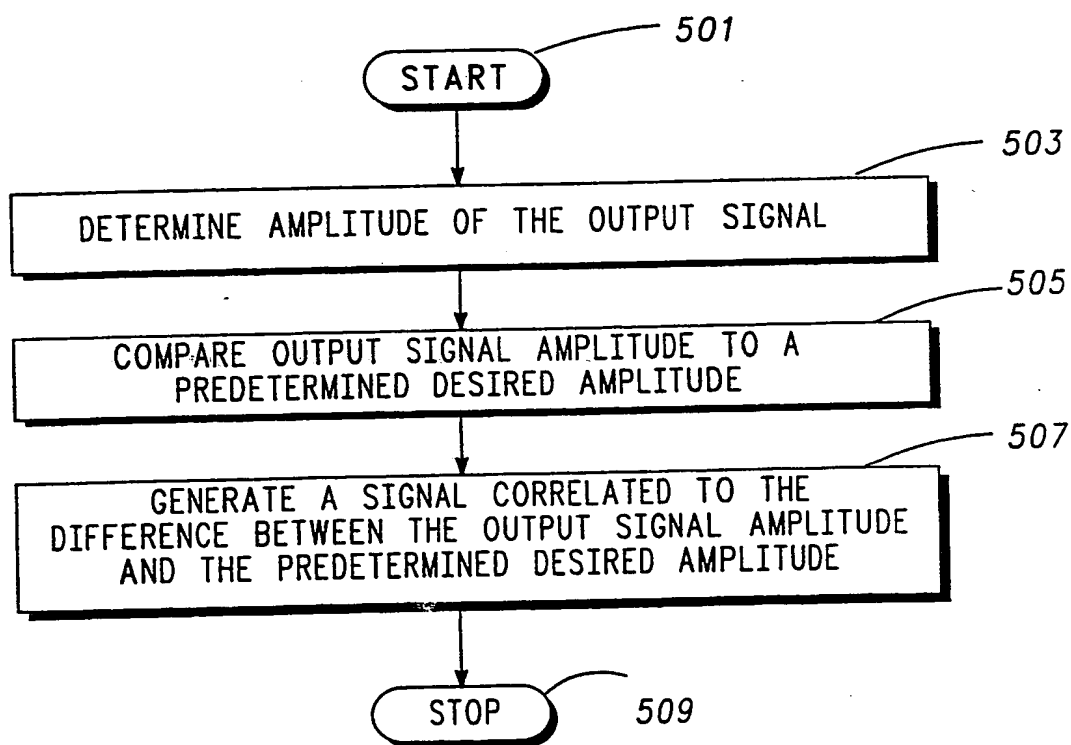 501
START
503
DETERMINE AMPLITUDE OF THE OUTPUT SIGNAL
505
COMPARE OUTPUT SIGNAL AMPLITUDE TO A
PREDETERMINED DESIRED AMPLITUDE
507
GENERATE A SIGNAL CORRELATED TO THE
DIFFERENCE BETWEEN THE OUTPUT SIGNAL AMPLITUDE
AND THE PREDETERMINED DESIRED AMPLITUDE
STOP
509